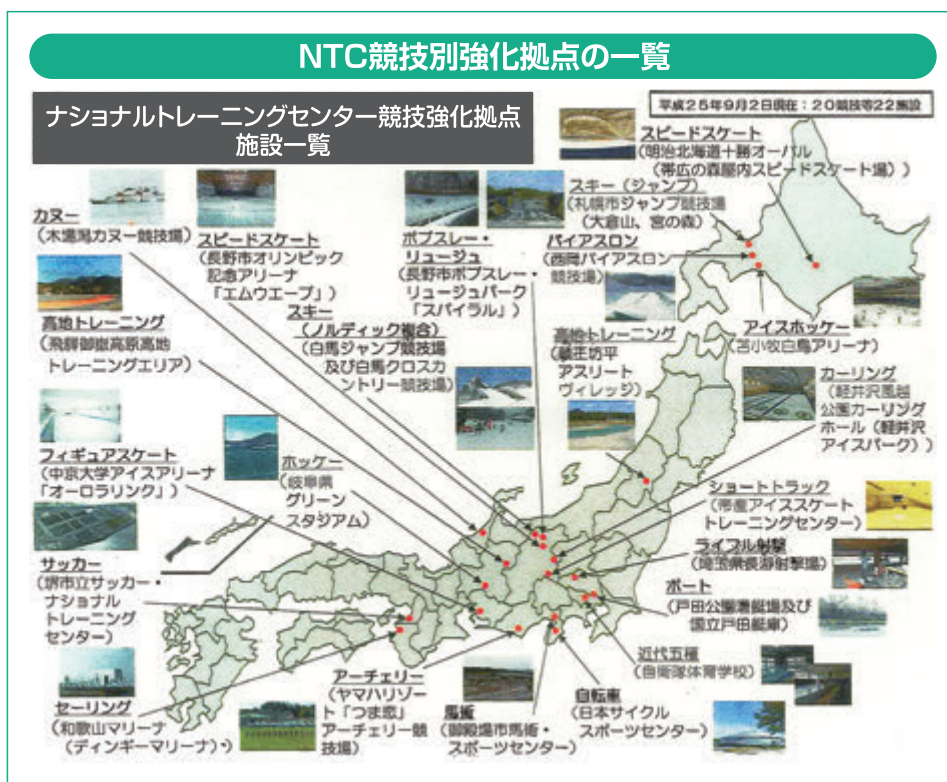 NTC競技別強化拠点の一覧
ナショナルトレーニングセンター競技強化拠点
施設一覧
平成25年9月2日現在：20競技等22施設
スピードスケート
(明治北海道十勝オーバル
(帯広の森屋内スピードスケート場))
スキー(ジャンプ)
(札幌市ジャンプ競技場
(大倉山、宮の森)
バイアスロン
(西岡バイアスロン
競技場)
アイスホッケー
(苫小牧白鳥アリーナ)
カヌー
(木場潟カヌー競技場)
スピードスケート
(長野市オリンピック
記念アリーナ
「エムウエーブ」)
ボブスレー・
リュージュ
(長野市ボブスレー・
リュージュパーク
「スパイラル」)
高地トレーニング
(飛騨御嶽高原高地
トレーニングエリア)
スキー
(ノルディック複合)
(白馬ジャンプ競技場
及び白馬クロスカ
ントリー競技場)
高地トレーニング
(蔵王坊平
アスリート
ヴィレッジ)
カーリング
(軽井沢風越
公園カーリング
ホール(軽井沢
アイスパーク))
フィギュアスケート
(中京大学アイスアリーナ
「オーロラリンク」)
ホッケー
(岐阜県
グリーン
スタジアム)
ショートトラック
(帝産アイススケート
トレーニングセンター)
サッカー
(堺市立サッカー・
ナショナル
トレーニング
センター)
ライフル射撃
(埼玉県長瀞射撃場)
ボート
(戸田公園漕艇場及び
国立戸田艇庫)
近代五種
(自衛隊体育学校)
セーリング
(和歌山マリーナ
(ディンギーマリーナ)・)
アーチェリー
(ヤマハリゾー
ト「つま恋」
アーチェリー競
技場)
馬術
(御殿場市馬術・
スポーツセンター)
自転車
(日本サイクル
スポーツセンター)